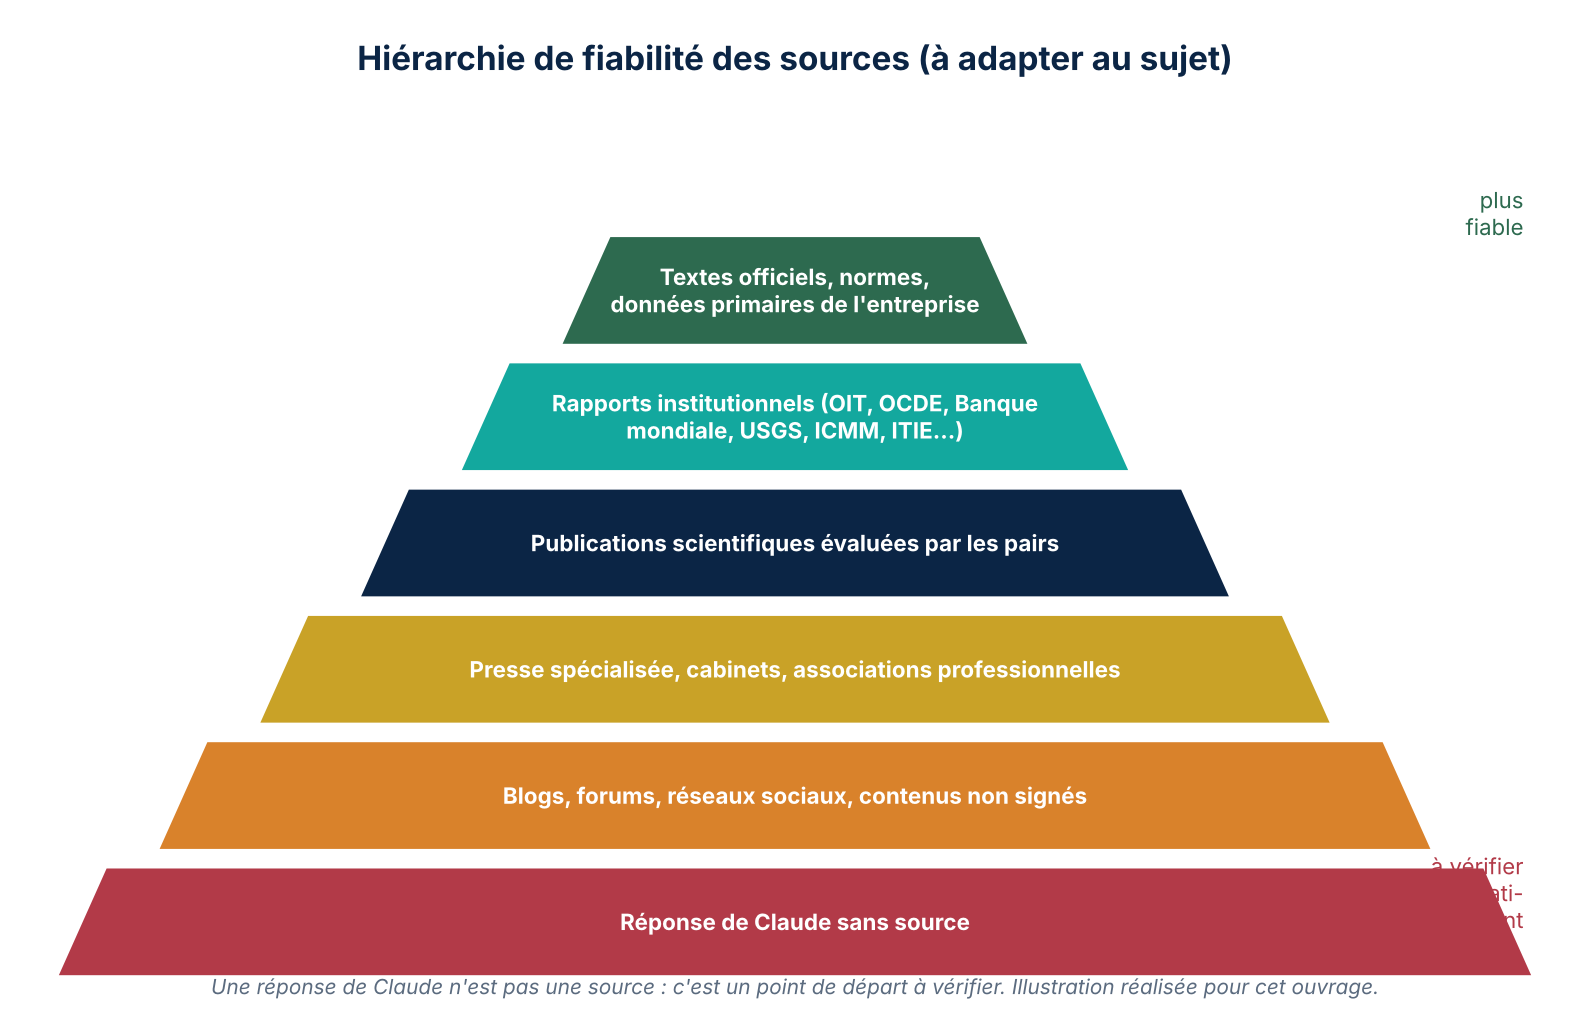 Hiérarchie de fiabilité des sources (à adapter au sujet)
plus
fiable
Textes officiels, normes,
données primaires de l'entreprise
Rapports institutionnels (OIT, OCDE, Banque
mondiale, USGS, ICMM, ITIE...)
Publications scientifiques évaluées par les pairs
Presse spécialisée, cabinets, associations professionnelles
Blogs, forums, réseaux sociaux, contenus non signés
à vérifier
Réponse de Claude sans source
Une réponse de Claude n'est pas une source : c'est un point de départ à vérifier. Illustration réalisée pour cet ouvrage.